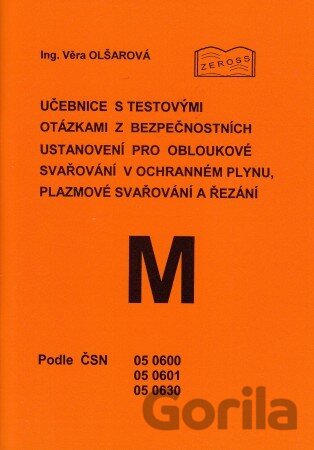 Ing. Věra OLŠAROVÁ
ZEROSS
UČEBNICE S TESTOVÝMI
OTÁZKAMI Z BEZPEČNOSTNÍCH
USTANOVENÍ PRO OBLOUKOVÉ
SVAŘOVÁNÍ V OCHRANNÉM PLYNU,
PLAZMOVÉ SVAŘOVÁNÍ A ŘEZÁNÍ
M
Podle ČSN 05 0600
05 0601
05 0630
Gorila